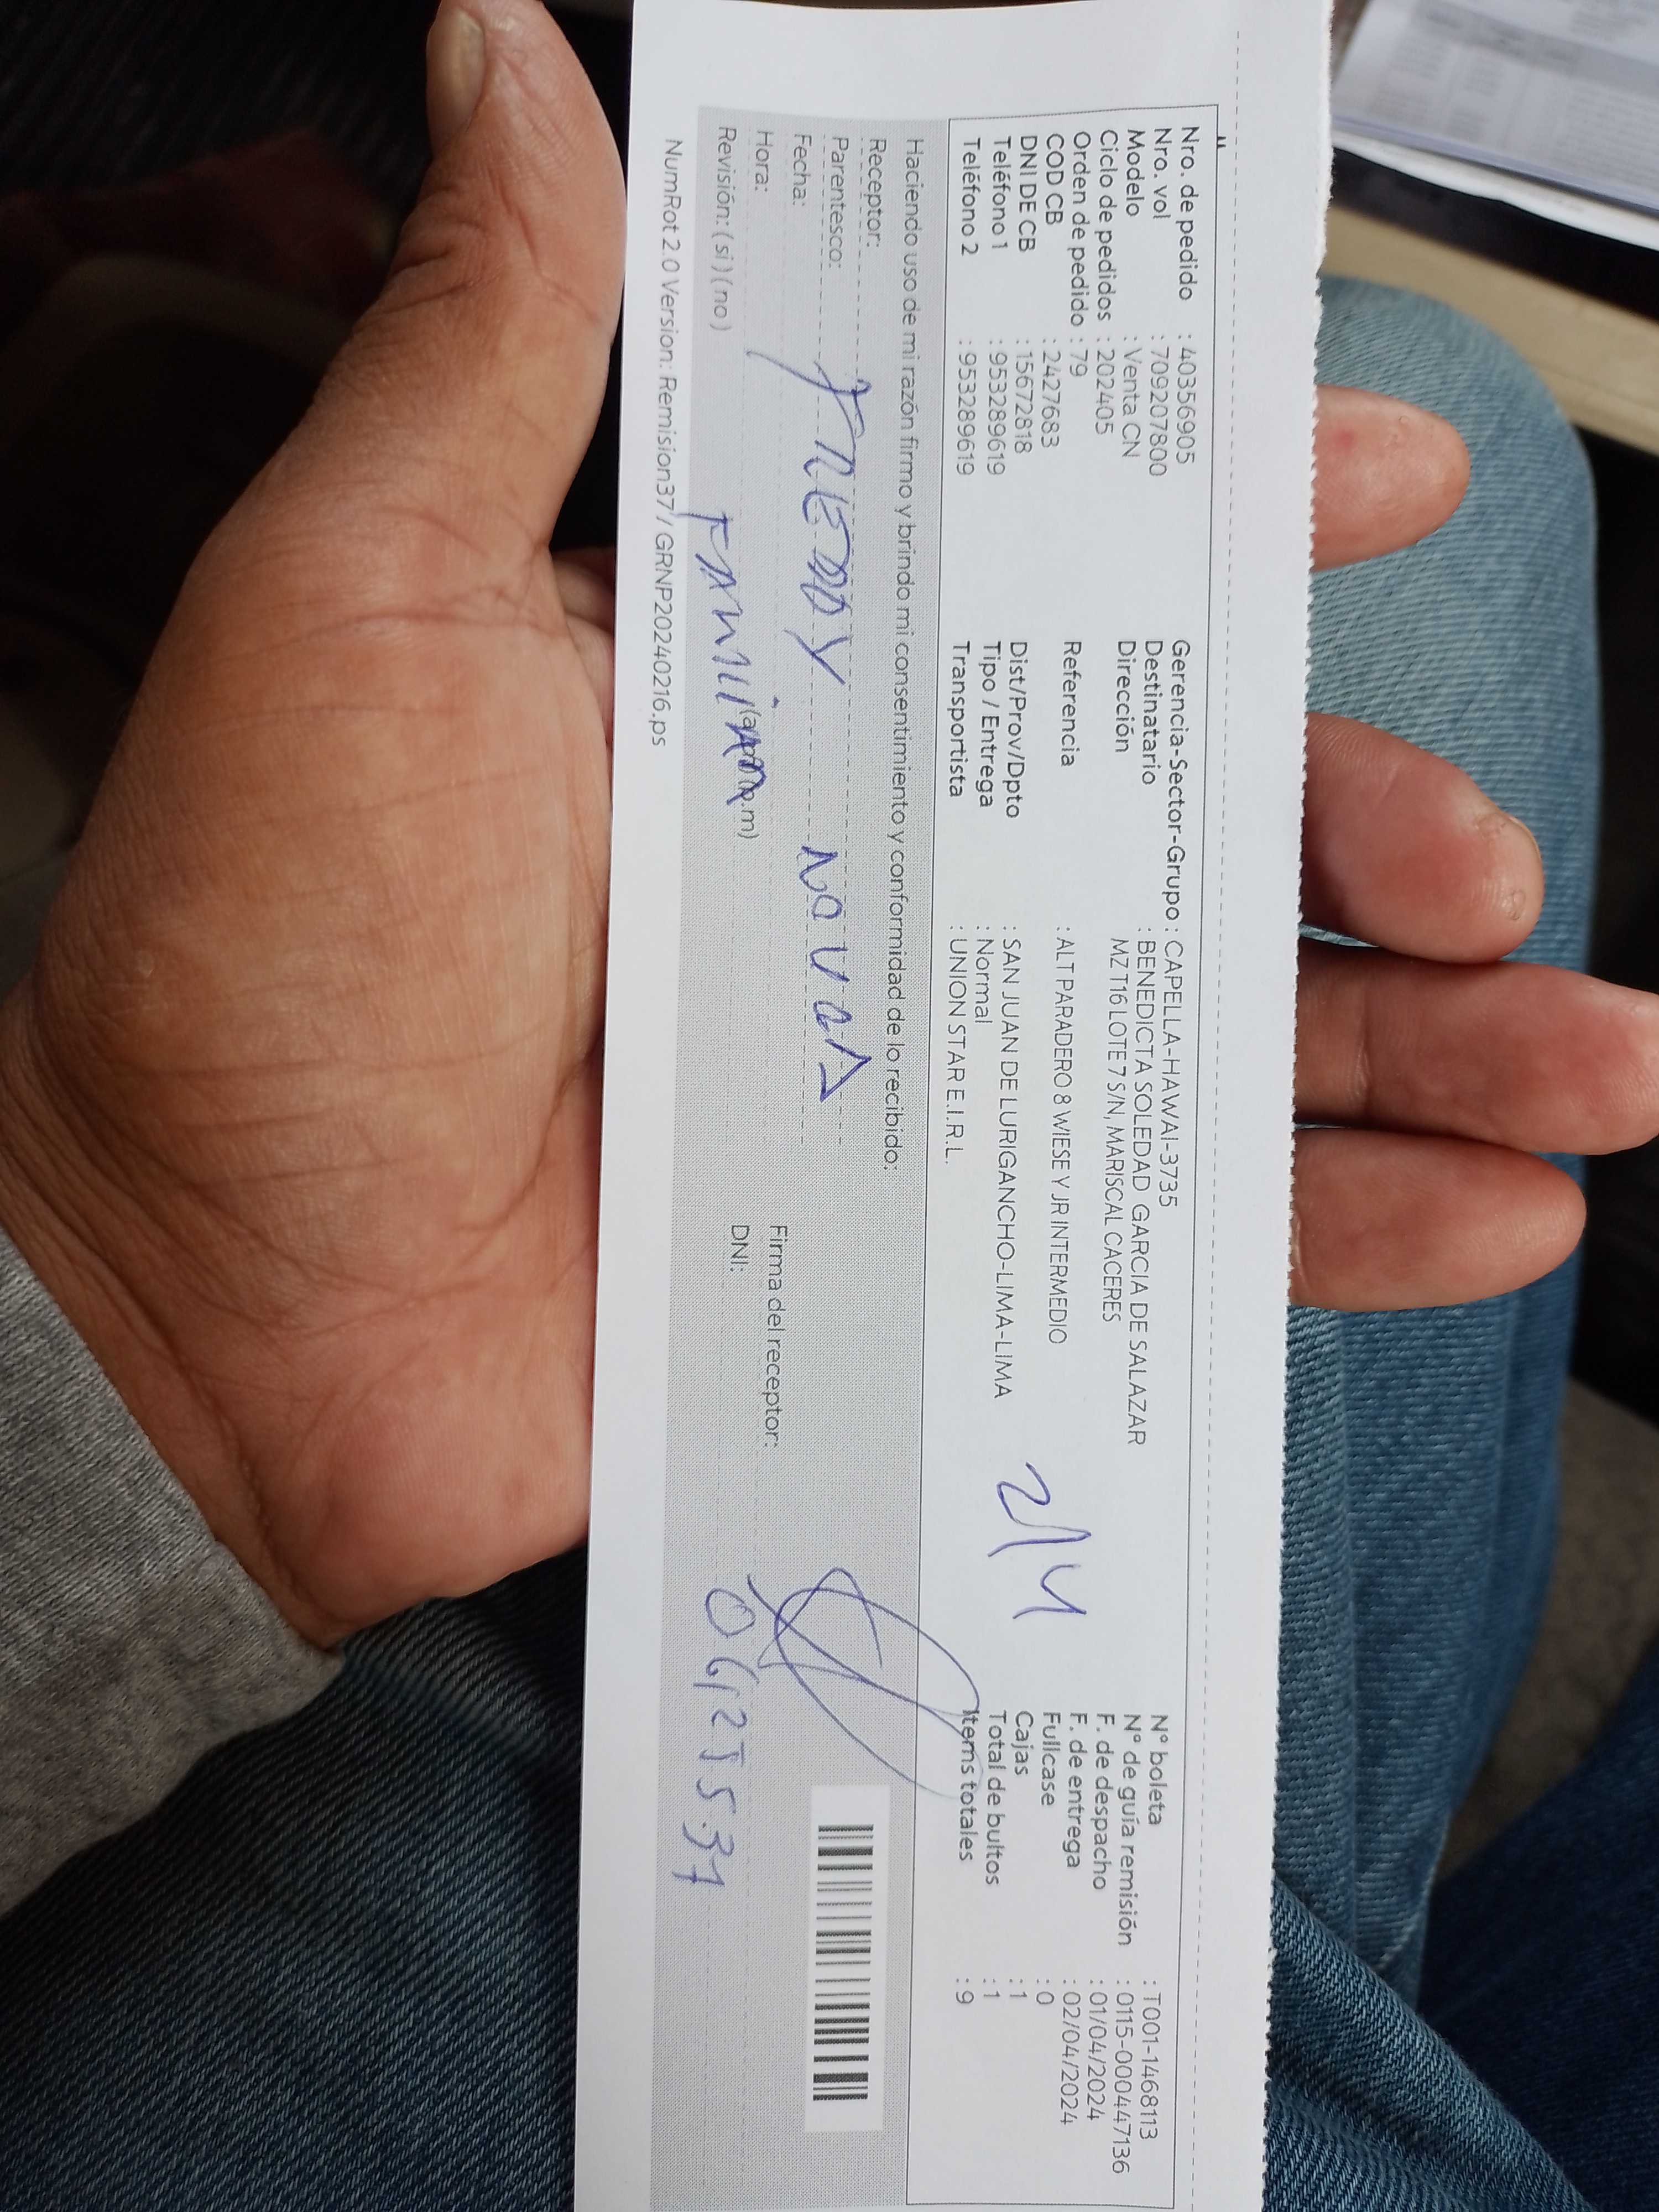 Nro. de pedido : 40356905
Nro. vol : 709207800
Modelo : Venta CN
Ciclo de pedidos : 202405
Orden de pedido : 79
COD CB : 2427683
DNI DE CB : 15672818
Teléfono 1 : 953289619
Teléfono 2 : 953289619
Gerencia-Sector-Grupo : CAPELLA-HAWAI-3735
Destinatario : BENEDICTA SOLEDAD GARCIA DE SALAZAR
Dirección MZ T16 LOTE 7 S/N, MARISCAL CACERES
Referencia : ALT PARADERO 8 WIESE Y JR INTERMEDIO
Dist/Prov/Dpto : SAN JUAN DE LURIGANCHO-LIMA-LIMA
Tipo / Entrega : Normal
Transportista : UNION STAR E.I.R.L.
2/4
N° boleta : T001-1468113
N° de guía remisión : 0115-000447136
F. de despacho : 01/04/2024
F. de entrega : 02/04/2024
Fullcase : 0
Cajas : 1
Total de bultos : 1
Items totales : 9
Haciendo uso de mi razón firmo y brindo mi consentimiento y conformidad de lo recibido:
Receptor:
Parentesco: FREDDY
Fecha:
Hora:
Revisión: ( si ) ( no ) FAMILIAR
Firma del receptor:
DNI:
NumRot 2.0 Version: Remision37 / GRNP20240216.ps